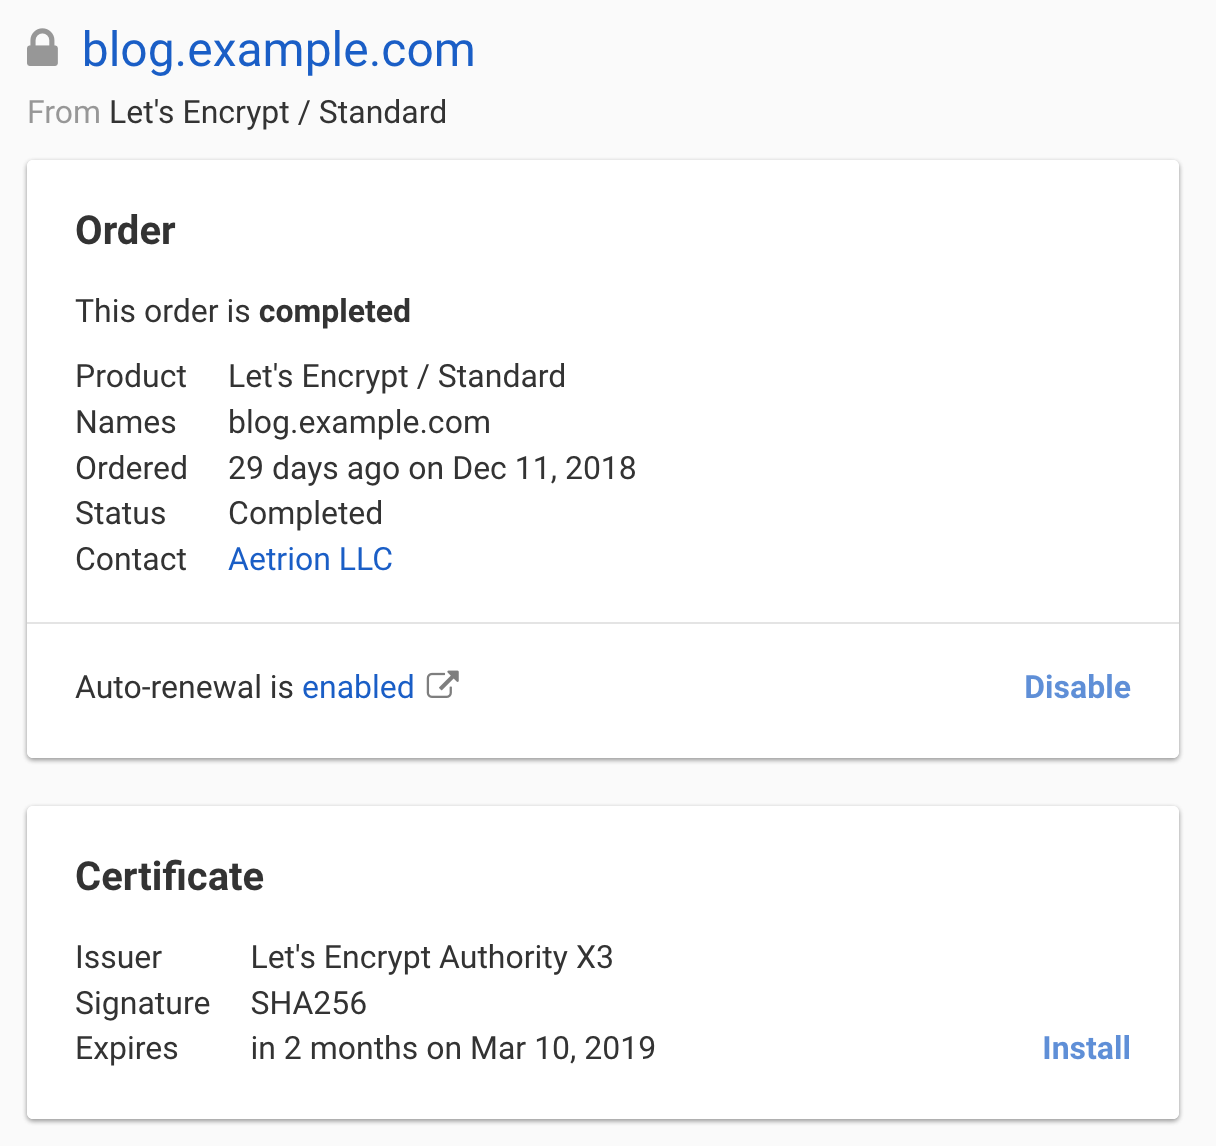 blog.example.com
From Let's Encrypt / Standard
Order
This order is completed
Product Let's Encrypt / Standard
Names blog.example.com
Ordered 29 days ago on Dec 11, 2018
Status Completed
Contact Aetrion LLC
Auto-renewal is enabled Disable
Certificate
Issuer Let's Encrypt Authority X3
Signature SHA256
Expires in 2 months on Mar 10, 2019 Install